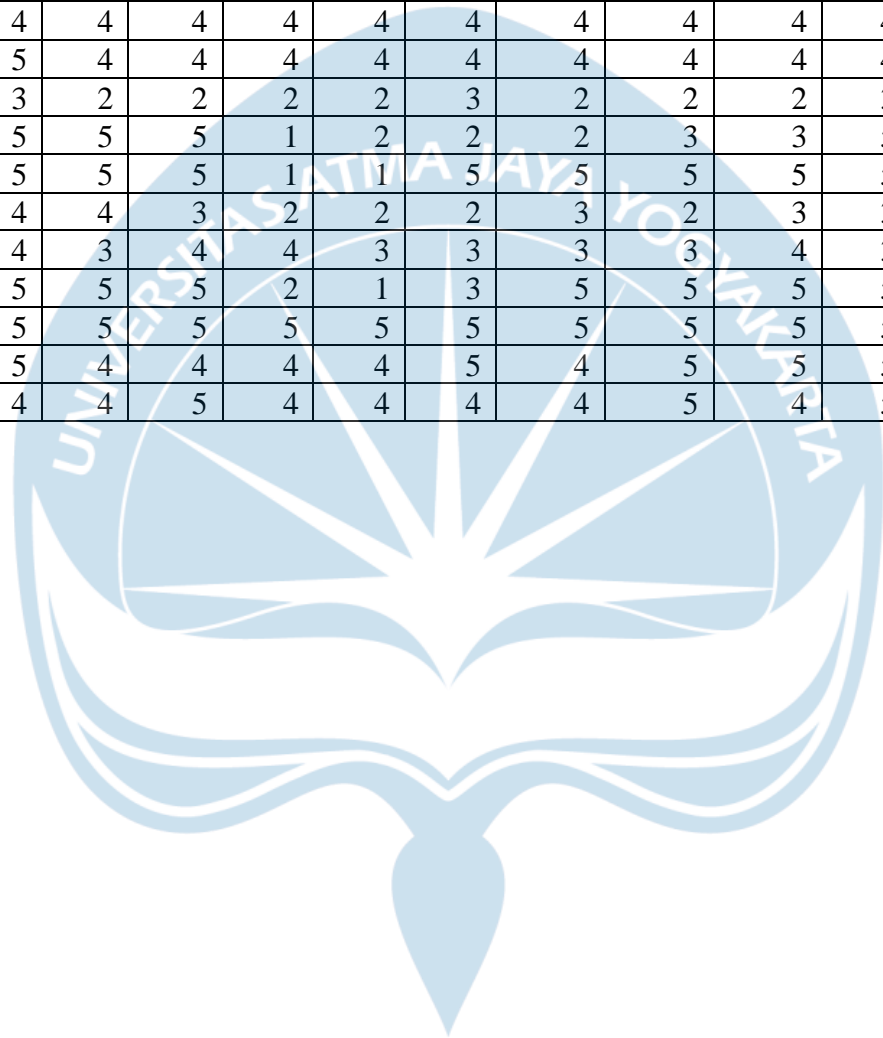 4 4 4 4 4 4 4 4 4
5 4 4 4 4 4 4 4 4
3 2 2 2 2 3 2 2 2
5 5 5 1 2 2 2 3 3
5 5 5 1 1 5 5 5 5
4 4 3 2 2 2 3 2 3
4 3 4 4 3 3 3 3 4
5 5 5 2 1 3 5 5 5
5 5 5 5 5 5 5 5 5
5 4 4 4 4 5 4 5 5
4 4 5 4 4 4 4 5 4
UNIVERSITAS ATMA JAYA YOGYAKARTA